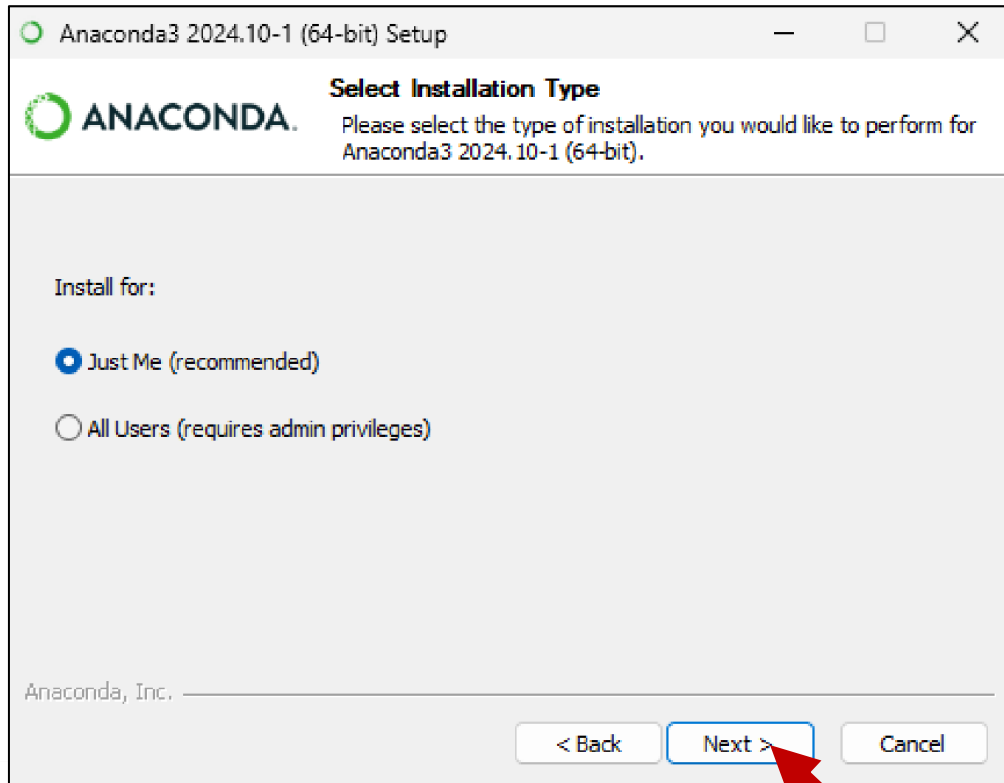 Anaconda3 2024.10-1 (64-bit) Setup
ANACONDA.
Select Installation Type
Please select the type of installation you would like to perform for
Anaconda3 2024.10-1 (64-bit).
Install for:
Just Me (recommended)
All Users (requires admin privileges)
Anaconda, Inc.
< Back
Next >
Cancel